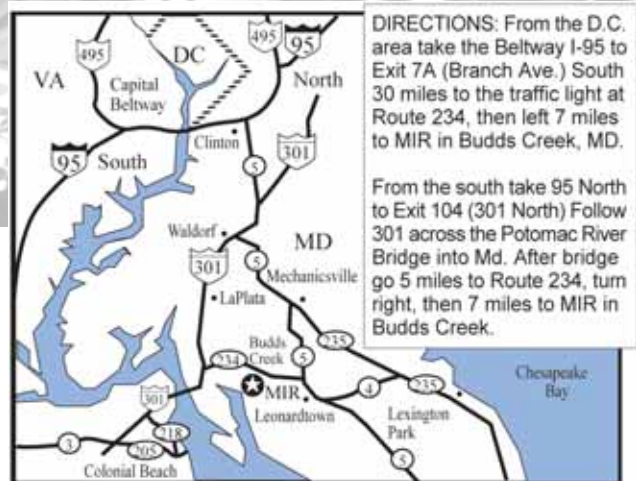 495
DC
495
95
VA
Capital
Beltway
North
Clinton
95
South
5
301
Waldorf
MD
301
5
Mechanicsville
LaPlata
Budds
Creek
235
5
234
MIR
4
235
Chesapeake
Bay
301
Leonardtown
Lexington
Park
3
218
205
5
Colonial Beach
DIRECTIONS: From the D.C.
area take the Beltway I-95 to
Exit 7A (Branch Ave.) South
30 miles to the traffic light at
Route 234, then left 7 miles
to MIR in Budds Creek, MD.
From the south take 95 North
to Exit 104 (301 North) Follow
301 across the Potomac River
Bridge into Md. After bridge
go 5 miles to Route 234, turn
right, then 7 miles to MIR in
Budds Creek.